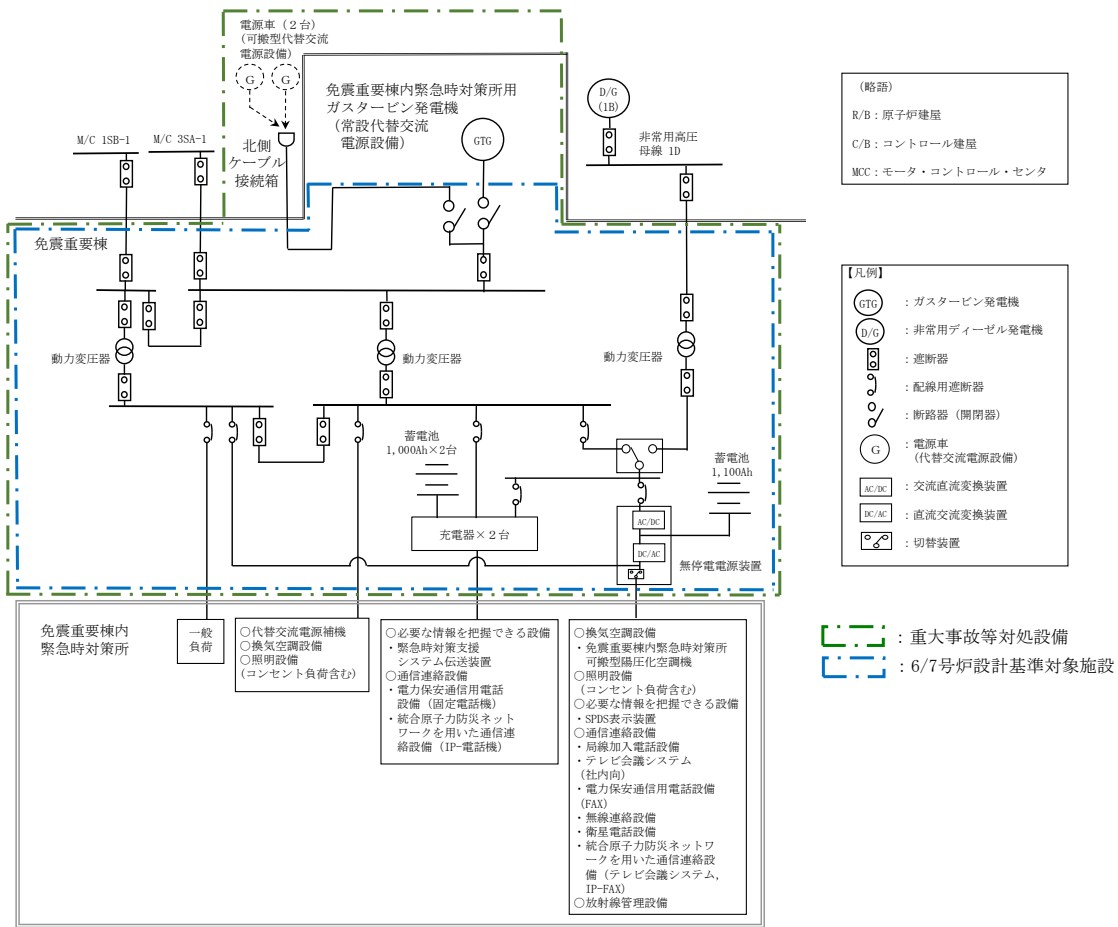 電源車（２台）
(可搬型代替交流
電源設備)
G
G
免震重要棟内緊急時対策所用
ガスタービン発電機
（常設代替交流
電源設備）
GTG
D/G
(1B)
非常用高圧
母線 1D
M/C 1SB-1
M/C 3SA-1
北側
ケーブル
接続箱
免震重要棟
動力変圧器
動力変圧器
動力変圧器
蓄電池
1,000Ah×2台
蓄電池
1,100Ah
充電器×２台
AC/DC
DC/AC
無停電電源装置
免震重要棟内
緊急時対策所
一般
負荷
○代替交流電源補機
○換気空調設備
○照明設備
(コンセント負荷含む)
○必要な情報を把握できる設備
・緊急時対策支援
システム伝送装置
○通信連絡設備
・電力保安通信用電話
設備（固定電話機）
・統合原子力防災ネット
ワークを用いた通信連
絡設備（IP-電話機）
○換気空調設備
・免震重要棟内緊急時対策所
可搬型陽圧化空調機
○照明設備
(コンセント負荷含む)
○必要な情報を把握できる設備
・SPDS表示装置
○通信連絡設備
・局線加入電話設備
・テレビ会議システム
(社内向)
・電力保安通信用電話設備
(FAX)
・無線連絡設備
・衛星電話設備
・統合原子力防災ネットワ
ークを用いた通信連絡設
備（テレビ会議システム,
IP-FAX）
○放射線管理設備
（略語）
R/B：原子炉建屋
C/B：コントロール建屋
MCC：モータ・コントロール・センタ
【凡例】
GTG ：ガスタービン発電機
D/G ：非常用ディーゼル発電機
：遮断器
：配線用遮断器
：断路器（開閉器）
G ：電源車
（代替交流電源設備）
AC/DC ：交流直流変換装置
DC/AC ：直流交流変換装置
：切替装置
：重大事故等対処設備
：6/7号炉設計基準対象施設